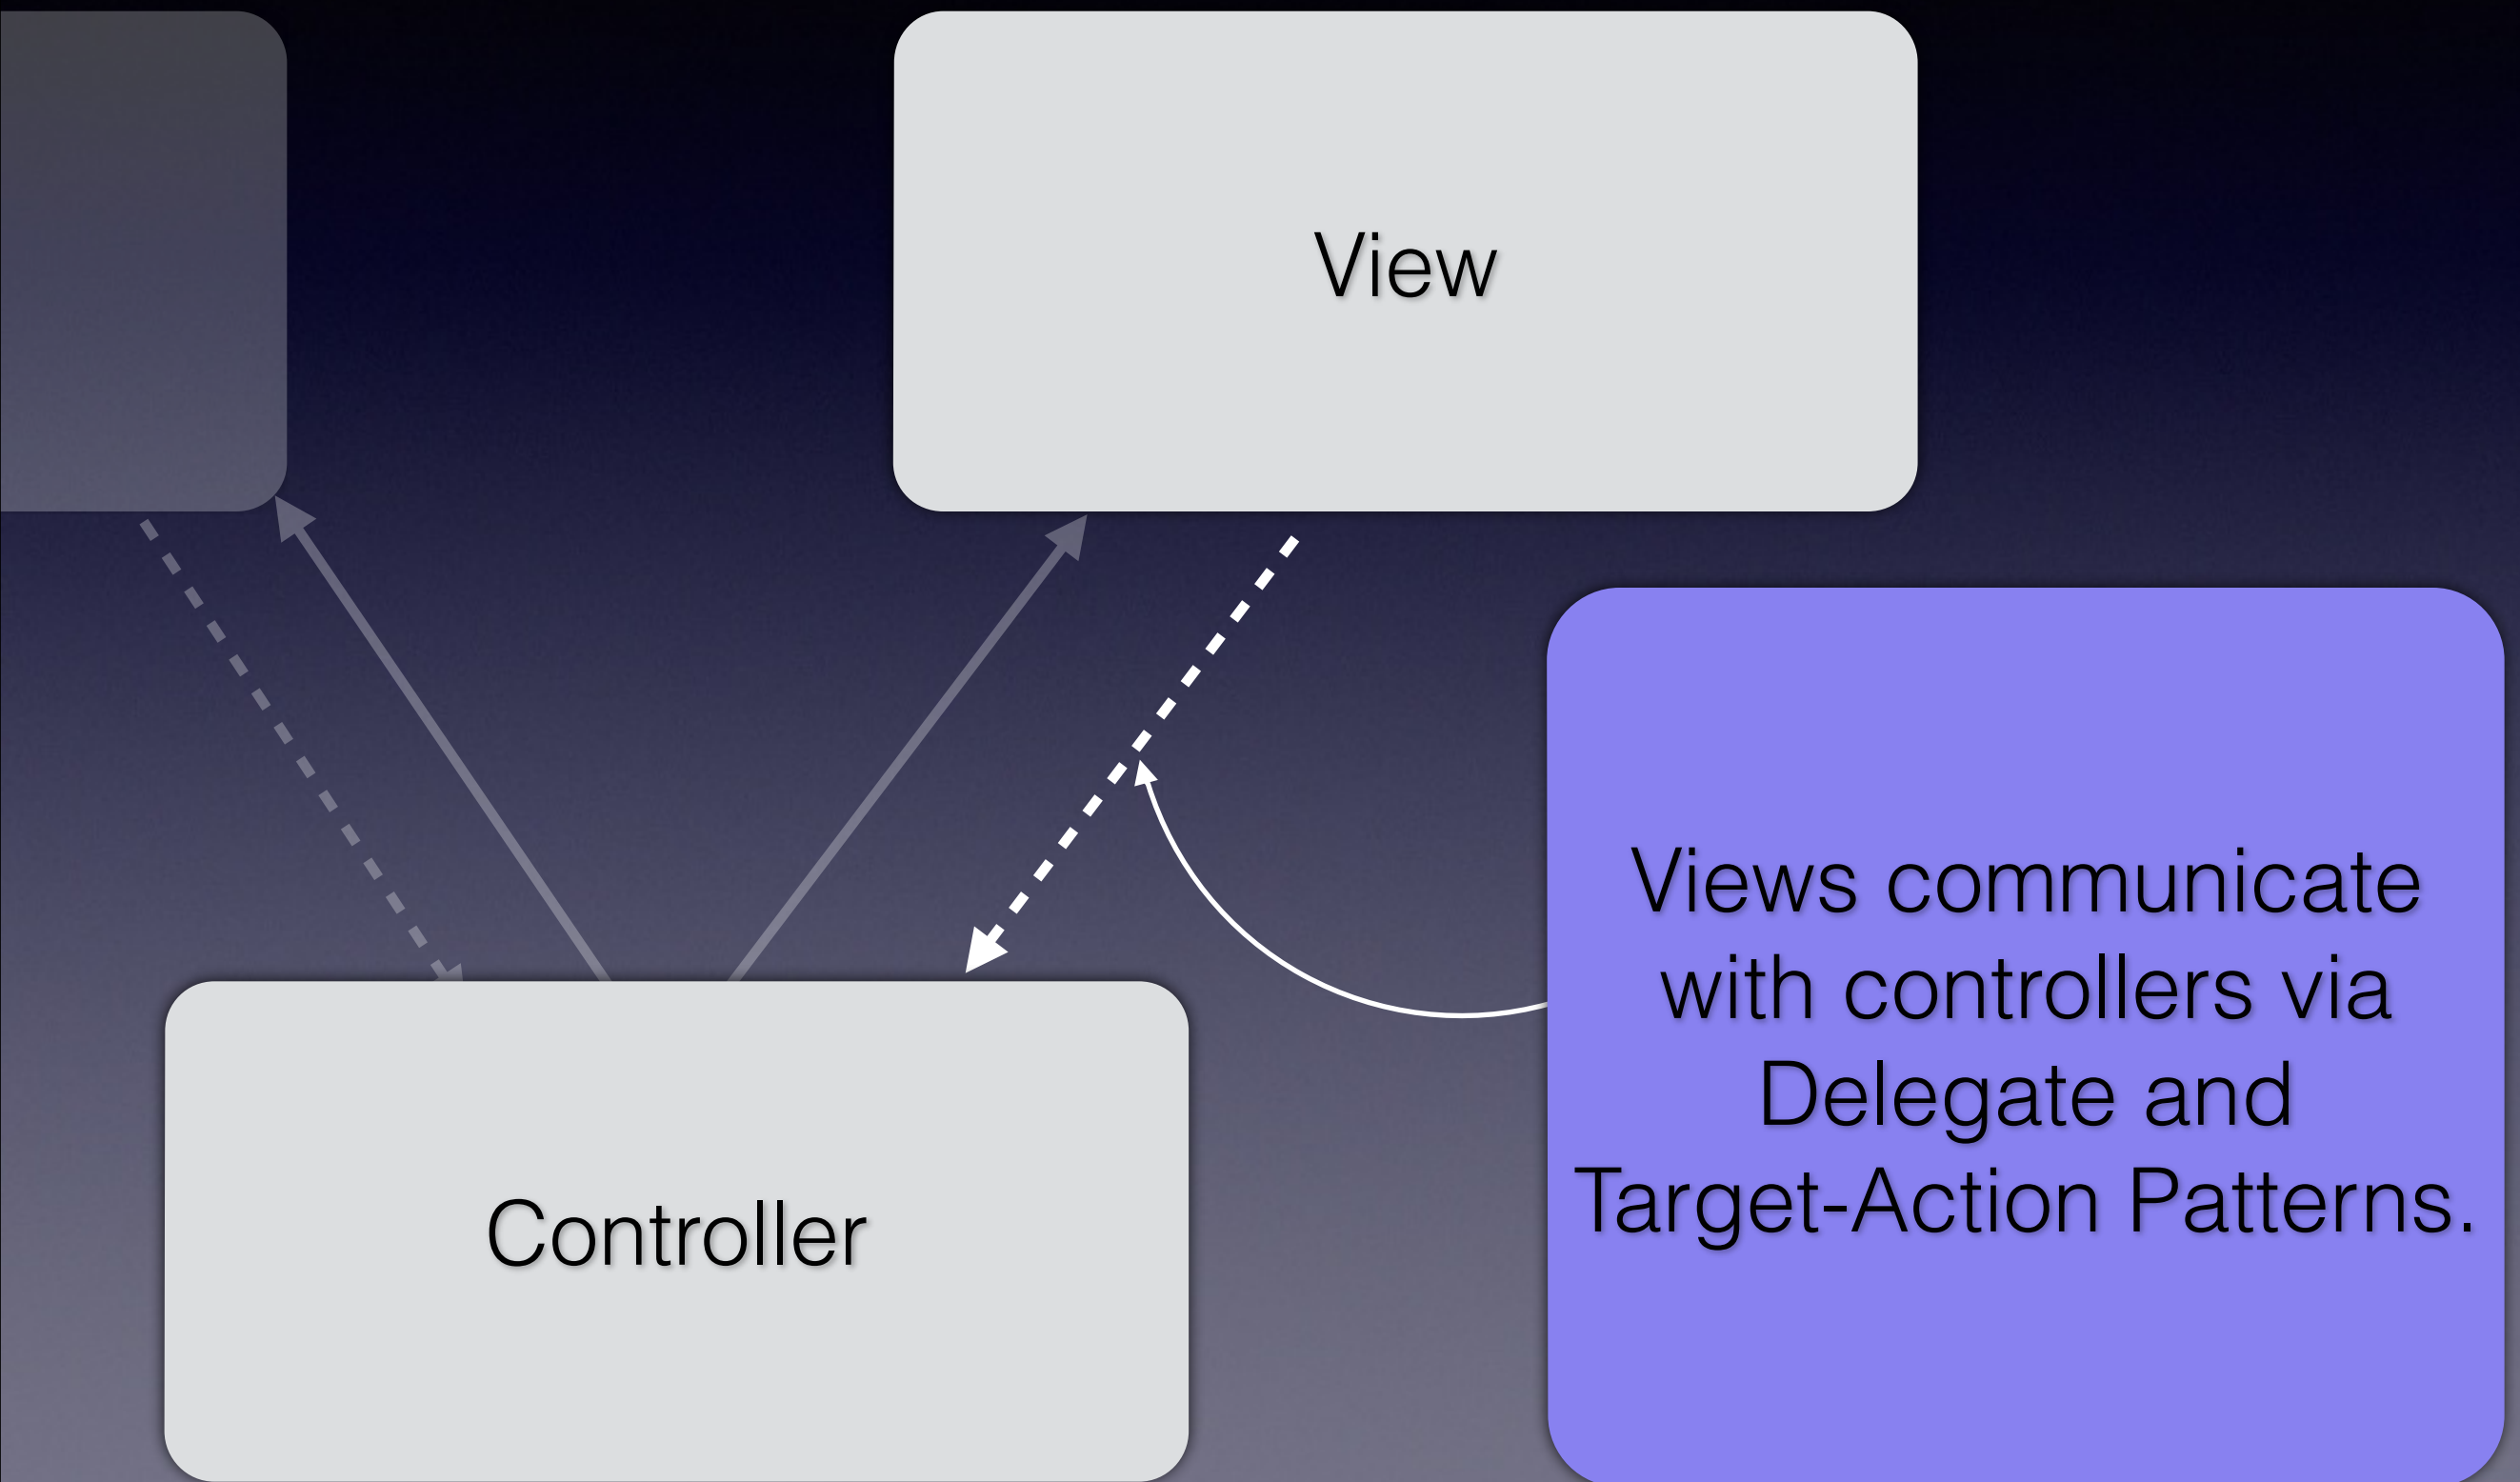 View
Views communicate
with controllers via
Delegate and
Target-Action Patterns.
Controller